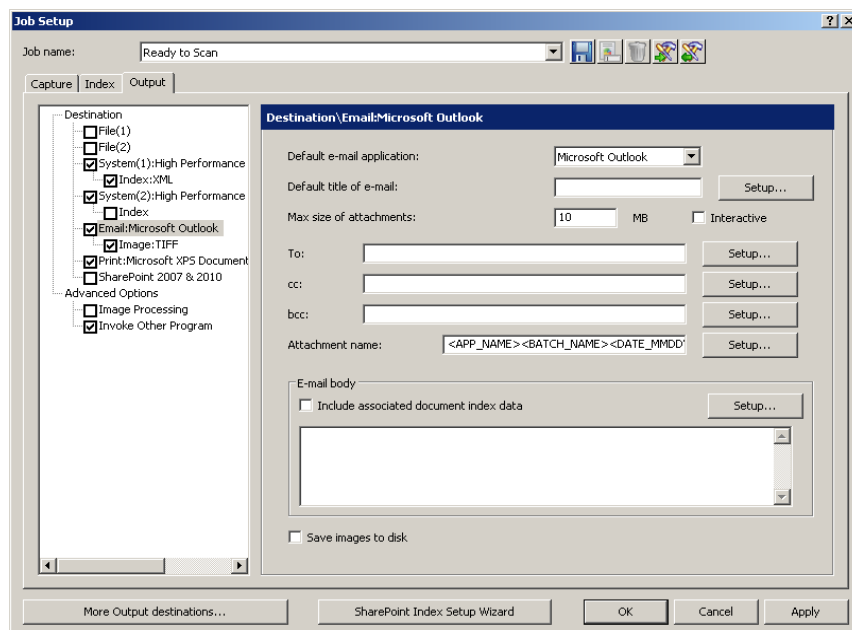 Job Setup
Job name: Ready to Scan
Capture Index Output
Destination
File(1)
File(2)
System(1):High Performance
Index:XML
System(2):High Performance
Index
Email:Microsoft Outlook
Image:TIFF
Print:Microsoft XPS Document
SharePoint 2007 & 2010
Advanced Options
Image Processing
Invoke Other Program
Destination\Email:Microsoft Outlook
Default e-mail application: Microsoft Outlook
Default title of e-mail: Setup...
Max size of attachments: 10 MB Interactive
To: Setup...
cc: Setup...
bcc: Setup...
Attachment name: <APP_NAME><BATCH_NAME><DATE_MMDD Setup...
E-mail body
Include associated document index data Setup...
Save images to disk
More Output destinations... SharePoint Index Setup Wizard OK Cancel Apply